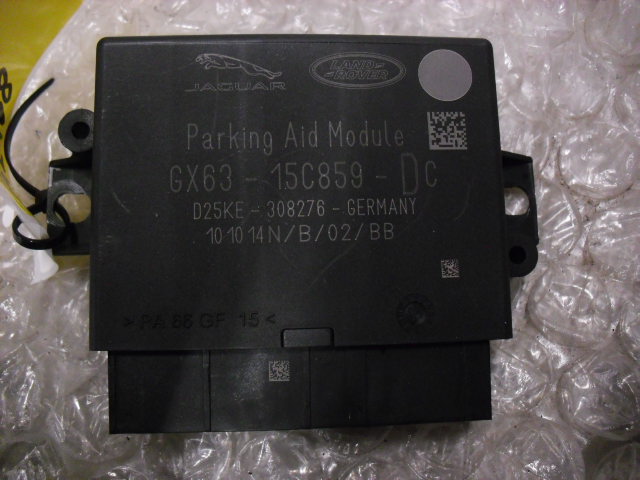 JAGUAR
LAND ROVER
Parking Aid Module
GX63 - 15C859 - DC
D25KE - 308276 - GERMANY
10 10 14 N/B/02/BB
>PA 66 GF 15<